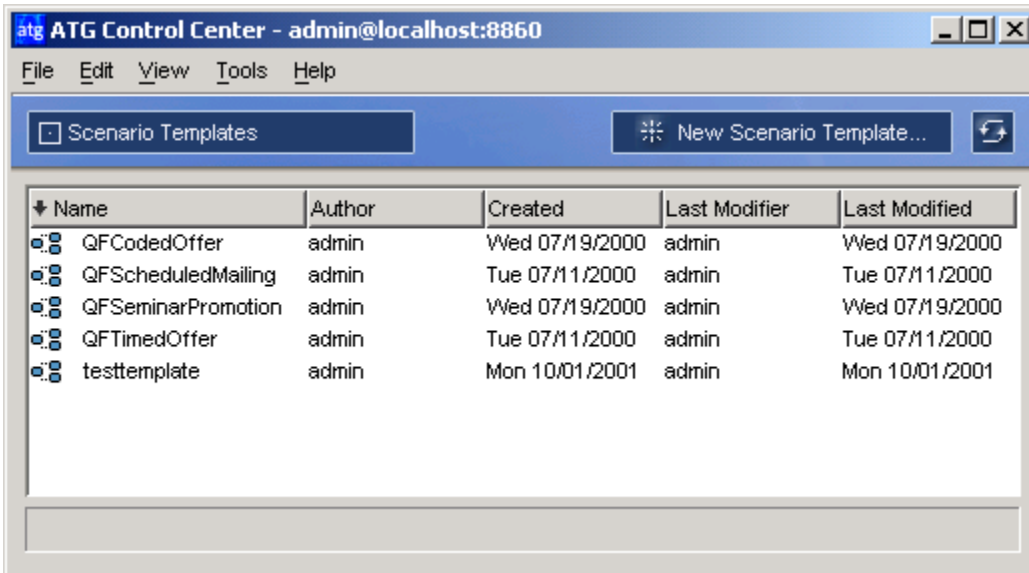 atg ATG Control Center - admin@localhost:8860
File Edit View Tools Help
Scenario Templates New Scenario Template...
Name Author Created Last Modifier Last Modified
QFCodedOffer admin Wed 07/19/2000 admin Wed 07/19/2000
QFScheduledMailing admin Tue 07/11/2000 admin Tue 07/11/2000
QFSeminarPromotion admin Wed 07/19/2000 admin Wed 07/19/2000
QFTimedOffer admin Tue 07/11/2000 admin Tue 07/11/2000
testtemplate admin Mon 10/01/2001 admin Mon 10/01/2001